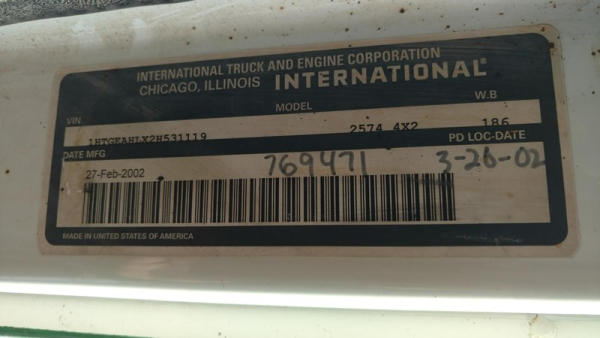 INTERNATIONAL TRUCK AND ENGINE CORPORATION
CHICAGO, ILLINOIS INTERNATIONAL®
VIN MODEL W.B
1HTGEAHLX2H531119 2574 4X2 186
DATE MFG PD LOC-DATE
27-Feb-2002 769471 3-26-02
MADE IN UNITED STATES OF AMERICA